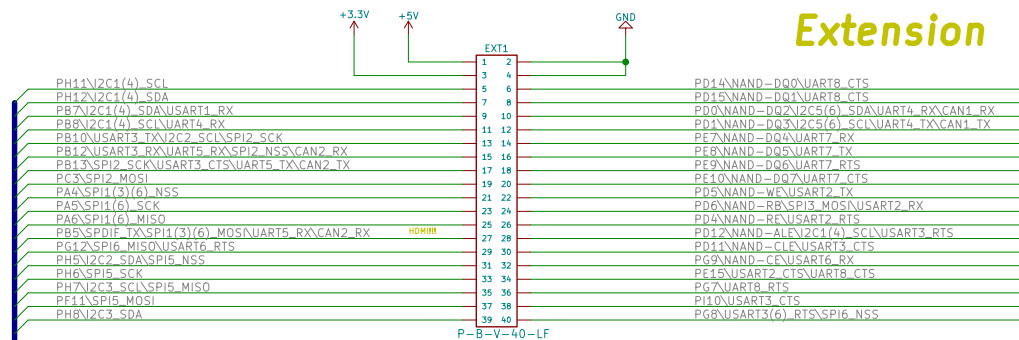 Extension
+3.3V
+5V
GND
EXT1
1 2
3 4
PH11\I2C1(4)_SCL 5 6 PD14\NAND-DQ0\UART8_CTS
PH12\I2C1(4)_SDA 7 8 PD15\NAND-DQ1\UART8_CTS
PB7\I2C1(4)_SDA\USART1_RX 9 10 PD0\NAND-DQ2\I2C5(6)_SDA\UART4_RX\CAN1_RX
PB8\I2C1(4)_SCL\UART4_RX 11 12 PD1\NAND-DQ3\I2C5(6)_SCL\UART4_TX\CAN1_TX
PB10\USART3_TX\I2C2_SCL\SPI2_SCK 13 14 PE7\NAND-DQ4\UART7_RX
PB12\USART3_RX\UART5_RX\SPI2_NSS\CAN2_RX 15 16 PE8\NAND-DQ5\UART7_TX
PB13\SPI2_SCK\USART3_CTS\UART5_TX\CAN2_TX 17 18 PE9\NAND-DQ6\UART7_RTS
PC3\SPI2_MOSI 19 20 PE10\NAND-DQ7\UART7_CTS
PA4\SPI1(3)(6)_NSS 21 22 PD5\NAND-WE\USART2_TX
PA5\SPI1(6)_SCK 23 24 PD6\NAND-RB\SPI3_MOSI\USART2_RX
PA6\SPI1(6)_MISO 25 26 PD4\NAND-RE\USART2_RTS
PB5\SPDIF_TX\SPI1(3)(6)_MOSI\UART5_RX\CAN2_RX HDMI!!! 27 28 PD12\NAND-ALE\I2C1(4)_SCL\USART3_RTS
PG12\SPI6_MISO\USART6_RTS 29 30 PD11\NAND-CLE\USART3_CTS
PH5\I2C2_SDA\SPI5_NSS 31 32 PG9\NAND-CE\USART6_RX
PH6\SPI5_SCK 33 34 PE15\USART2_CTS\UART8_CTS
PH7\I2C3_SCL\SPI5_MISO 35 36 PG7\UART8_RTS
PF11\SPI5_MOSI 37 38 PI10\USART3_CTS
PH8\I2C3_SDA 39 40 PG8\USART3(6)_RTS\SPI6_NSS
P-B-V-40-LF